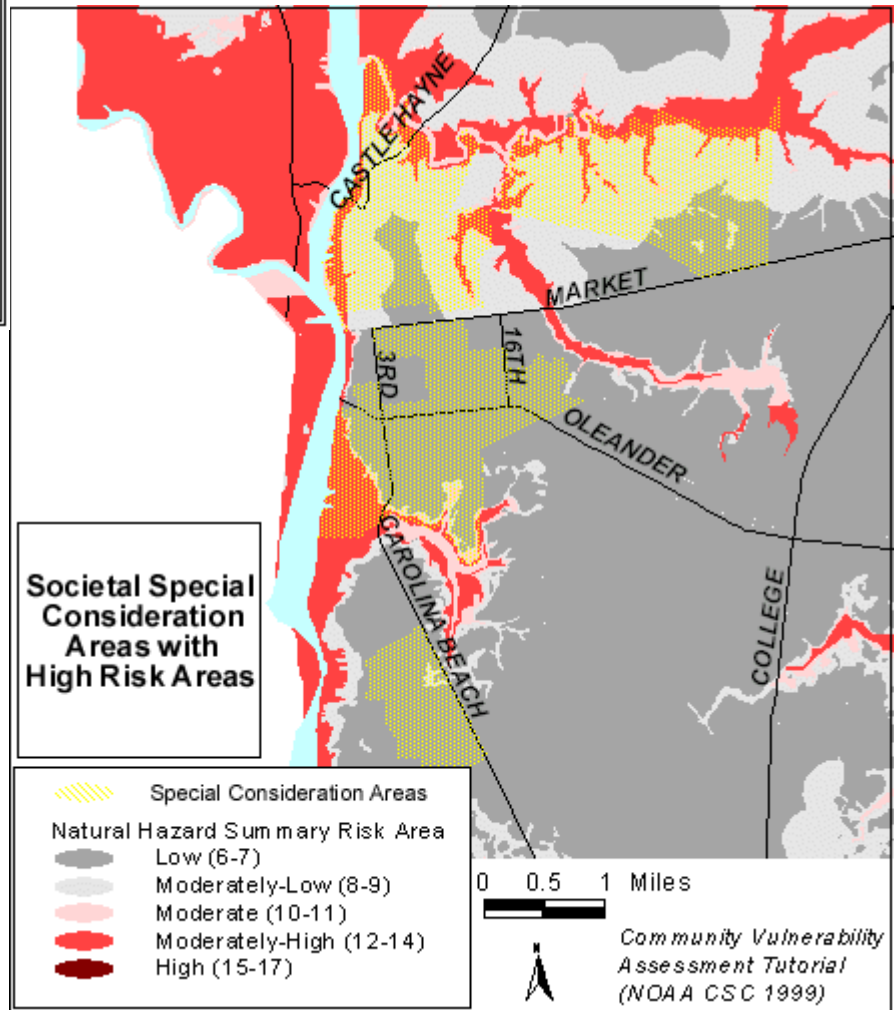 CASTLE HAYNE
MARKET
3RD
16TH
OLEANDER
CAROLINA BEACH
COLLEGE
Societal Special
Consideration
Areas with
High Risk Areas
Special Consideration Areas
Natural Hazard Summary Risk Area
Low (6-7)
Moderately-Low (8-9)
Moderate (10-11)
Moderately-High (12-14)
High (15-17)
0 0.5 1 Miles
N
Community Vulnerability
Assessment Tutorial
(NOAA CSC 1999)